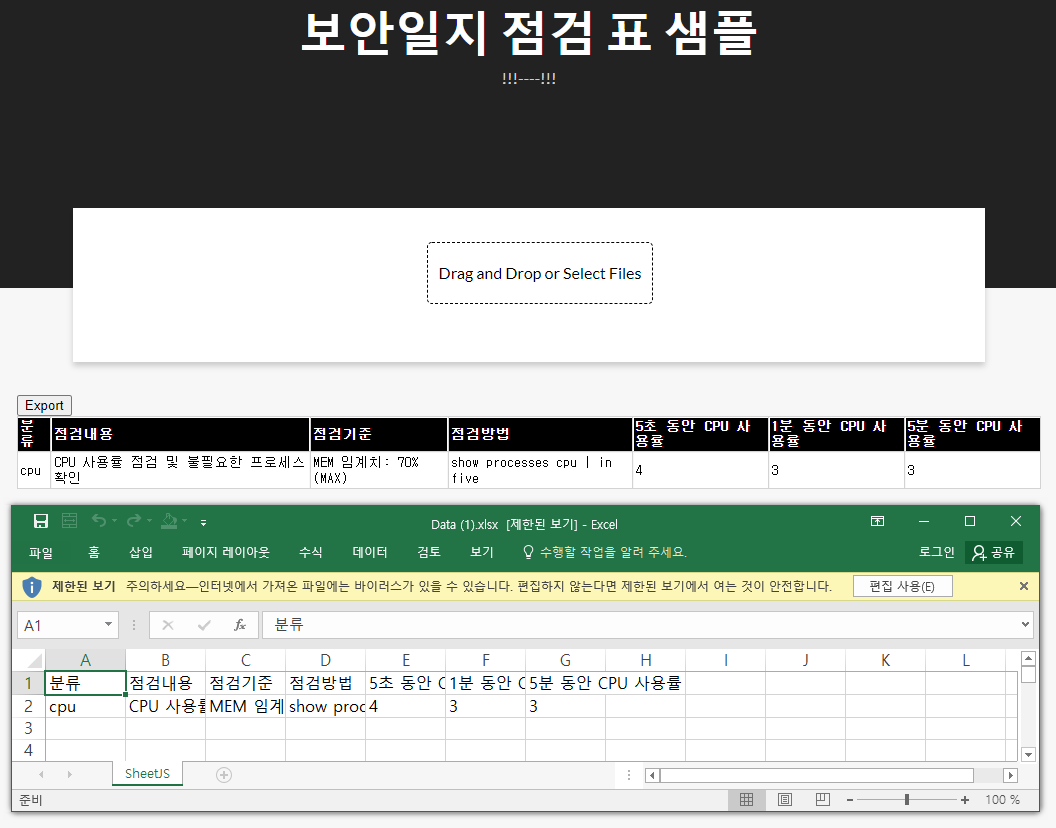 보안일지 점검 표 샘플
!!!----!!!
Drag and Drop or Select Files
Export
분류 점검내용 점검기준 점검방법 5초 동안 CPU 사용률 1분 동안 CPU 사용률 5분 동안 CPU 사용률
cpu CPU 사용률 점검 및 불필요한 프로세스 확인 MEM 임계치: 70% (MAX) show processes cpu | in five 4 3 3
Data (1).xlsx [제한된 보기] - Excel
파일 홈 삽입 페이지 레이아웃 수식 데이터 검토 보기 수행할 작업을 알려 주세요. 로그인 공유
제한된 보기 주의하세요—인터넷에서 가져온 파일에는 바이러스가 있을 수 있습니다. 편집하지 않는다면 제한된 보기에서 여는 것이 안전합니다. 편집 사용(E)
A1 fx 분류
A B C D E F G H I J K L
1 분류 점검내용 점검기준 점검방법 5초 동안 C 1분 동안 C 5분 동안 CPU 사용률
2 cpu CPU 사용률 MEM 임계 show proc 4 3 3
3
4
SheetJS
준비 100 %